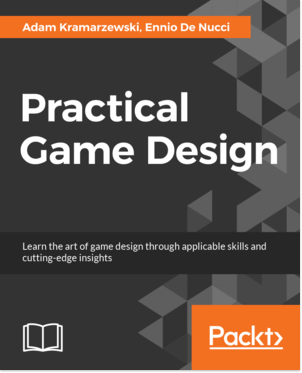 Adam Kramarzewski, Ennio De Nucci
Practical
Game Design
Learn the art of game design through applicable skills and
cutting-edge insights
Packt>